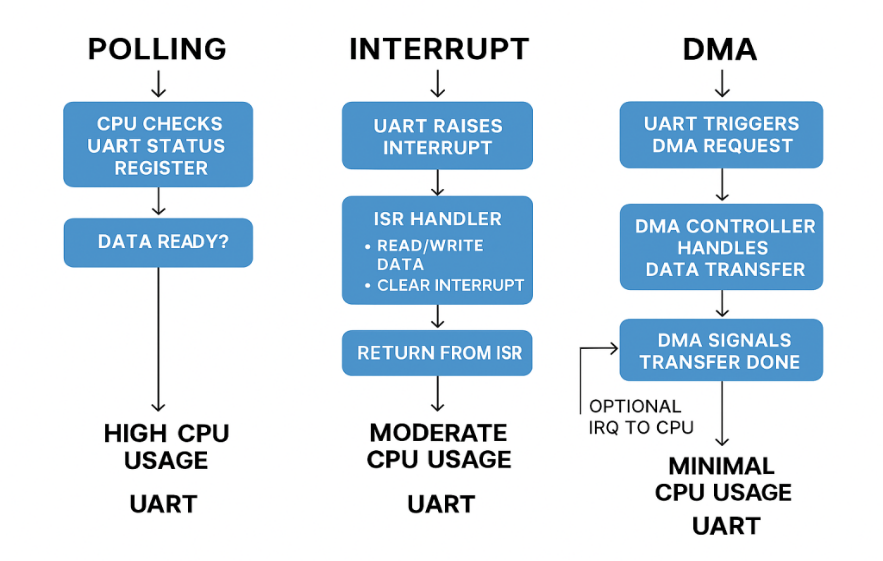 POLLING
CPU CHECKS
UART STATUS
REGISTER
DATA READY?
HIGH CPU
USAGE
UART
INTERRUPT
UART RAISES
INTERRUPT
ISR HANDLER
• READ/WRITE
DATA
• CLEAR INTERRUPT
RETURN FROM ISR
MODERATE
CPU USAGE
UART
DMA
UART TRIGGERS
DMA REQUEST
DMA CONTROLLER
HANDLES
DATA TRANSFER
DMA SIGNALS
TRANSFER DONE
OPTIONAL
IRQ TO CPU
MINIMAL
CPU USAGE
UART